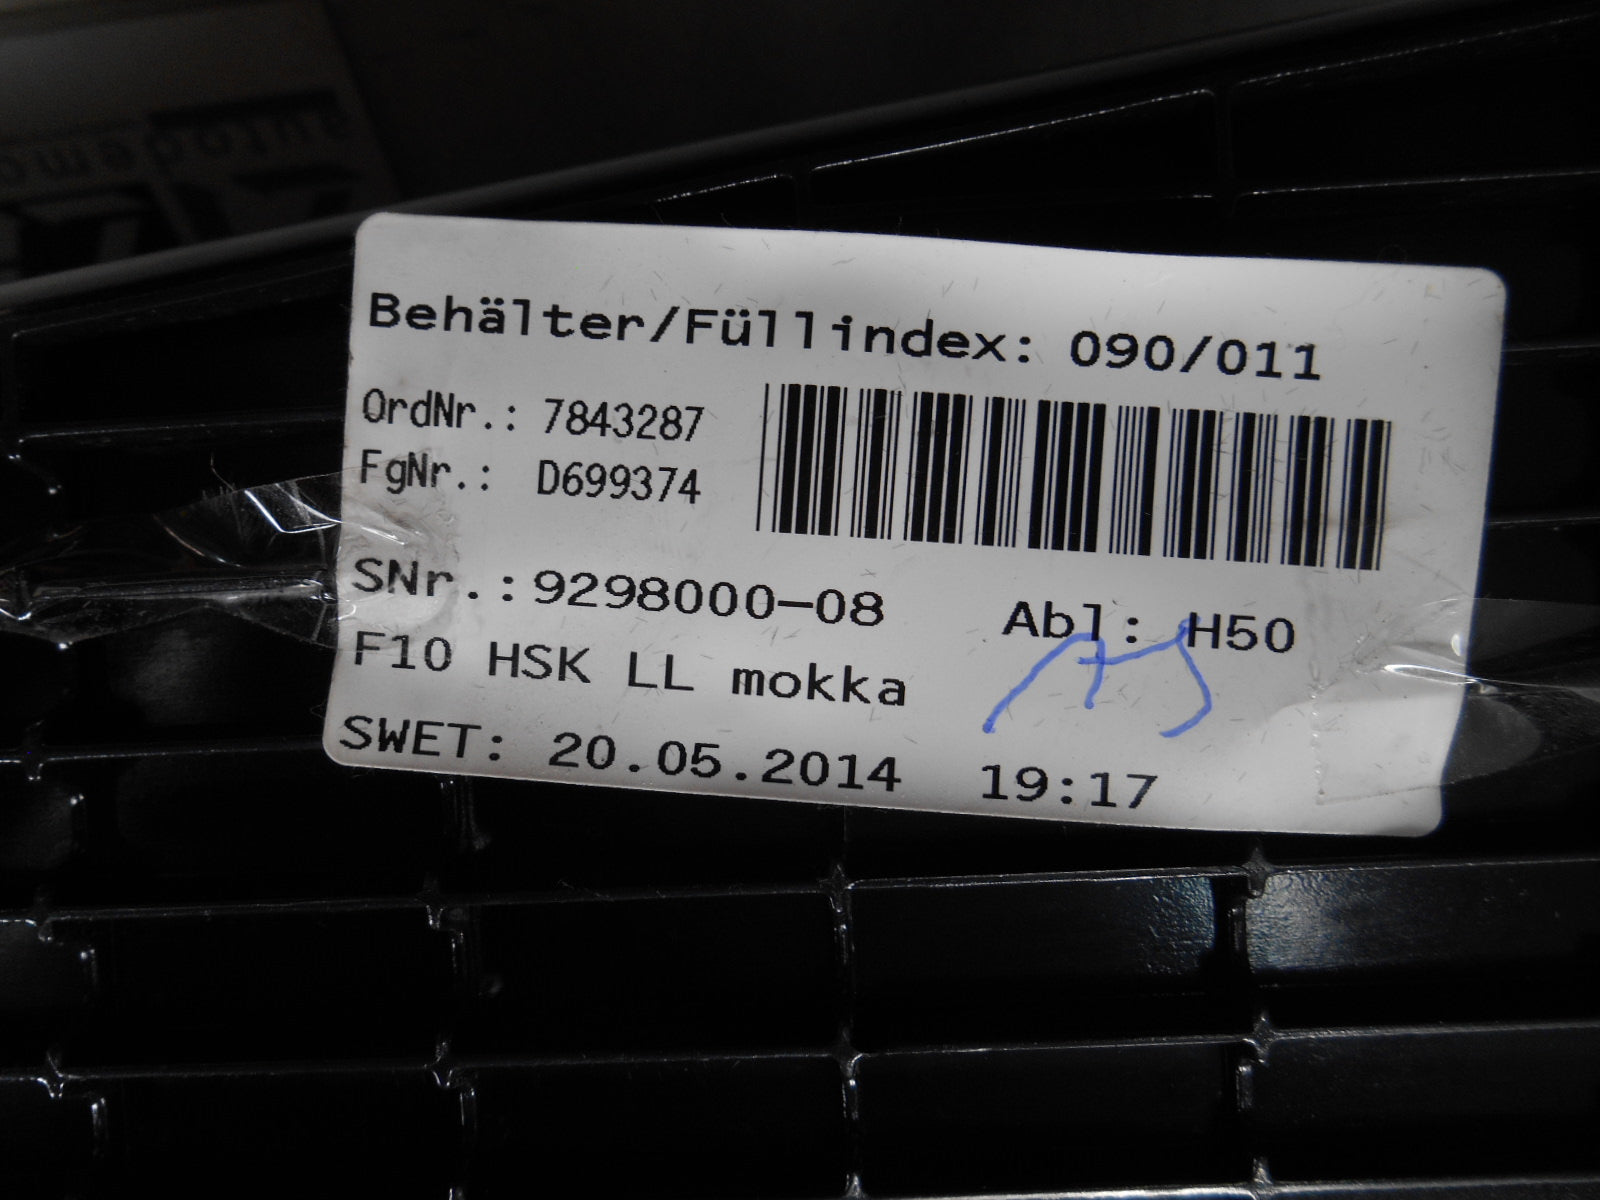 Behälter/Füllindex: 090/011
OrdNr.: 7843287
FgNr.: D699374
SNr.:9298000-08 Abl: H50
F10 HSK LL mokka
SWET: 20.05.2014 19:17